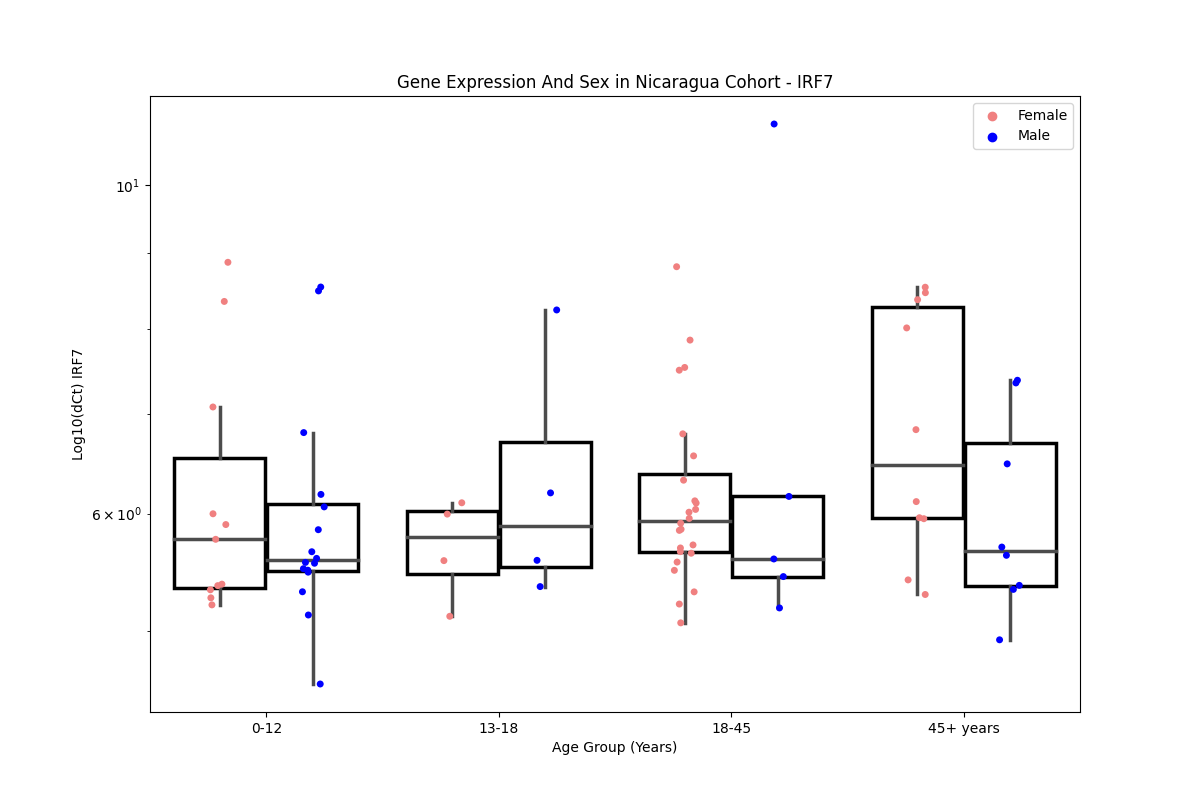 Gene Expression And Sex in Nicaragua Cohort - IRF7
Female
Male
10¹
6 × 10⁰
Log10(dCt) IRF7
0-12
13-18
18-45
45+ years
Age Group (Years)